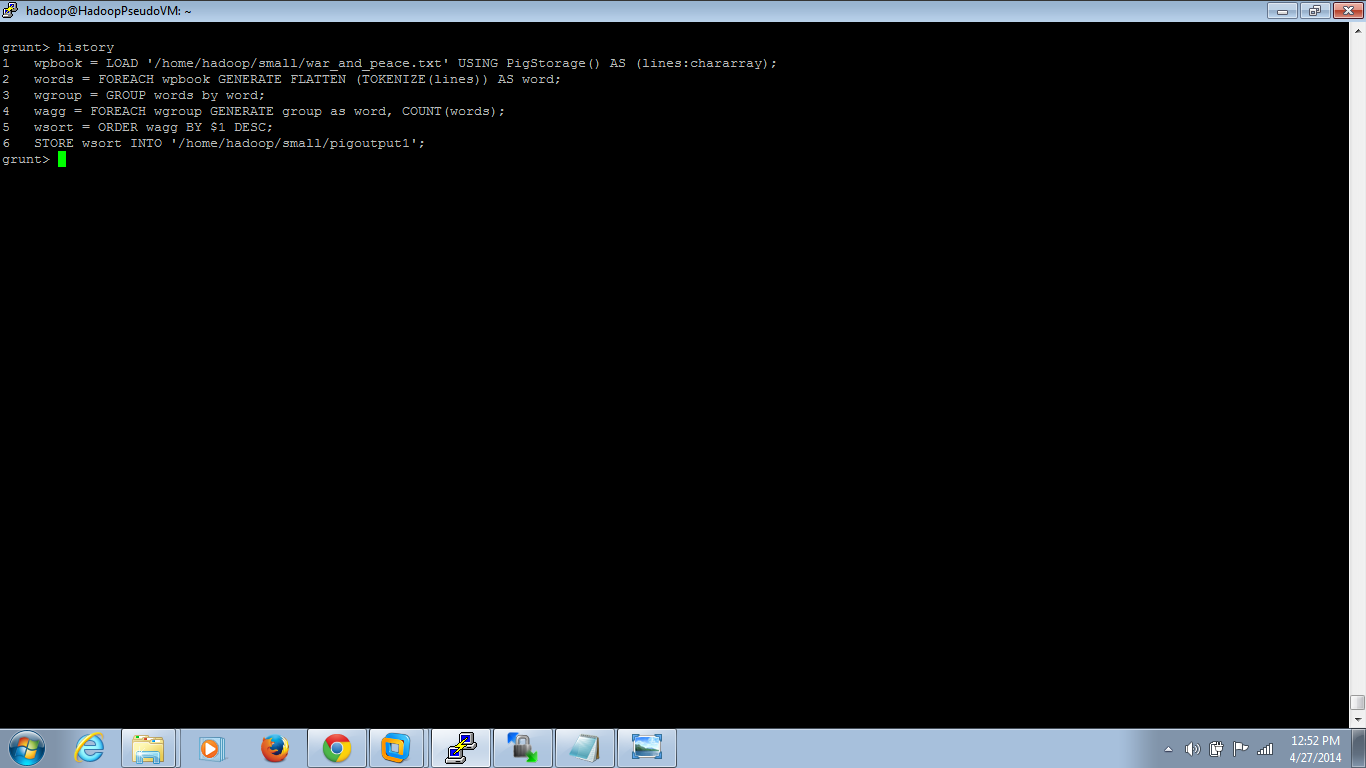 hadoop@HadoopPseudoVM: ~
grunt> history
1   wpbook = LOAD '/home/hadoop/small/war_and_peace.txt' USING PigStorage() AS (lines:chararray);
2   words = FOREACH wpbook GENERATE FLATTEN (TOKENIZE(lines)) AS word;
3   wgroup = GROUP words by word;
4   wagg = FOREACH wgroup GENERATE group as word, COUNT(words);
5   wsort = ORDER wagg BY $1 DESC;
6   STORE wsort INTO '/home/hadoop/small/pigoutput1';
grunt>
12:52 PM
4/27/2014